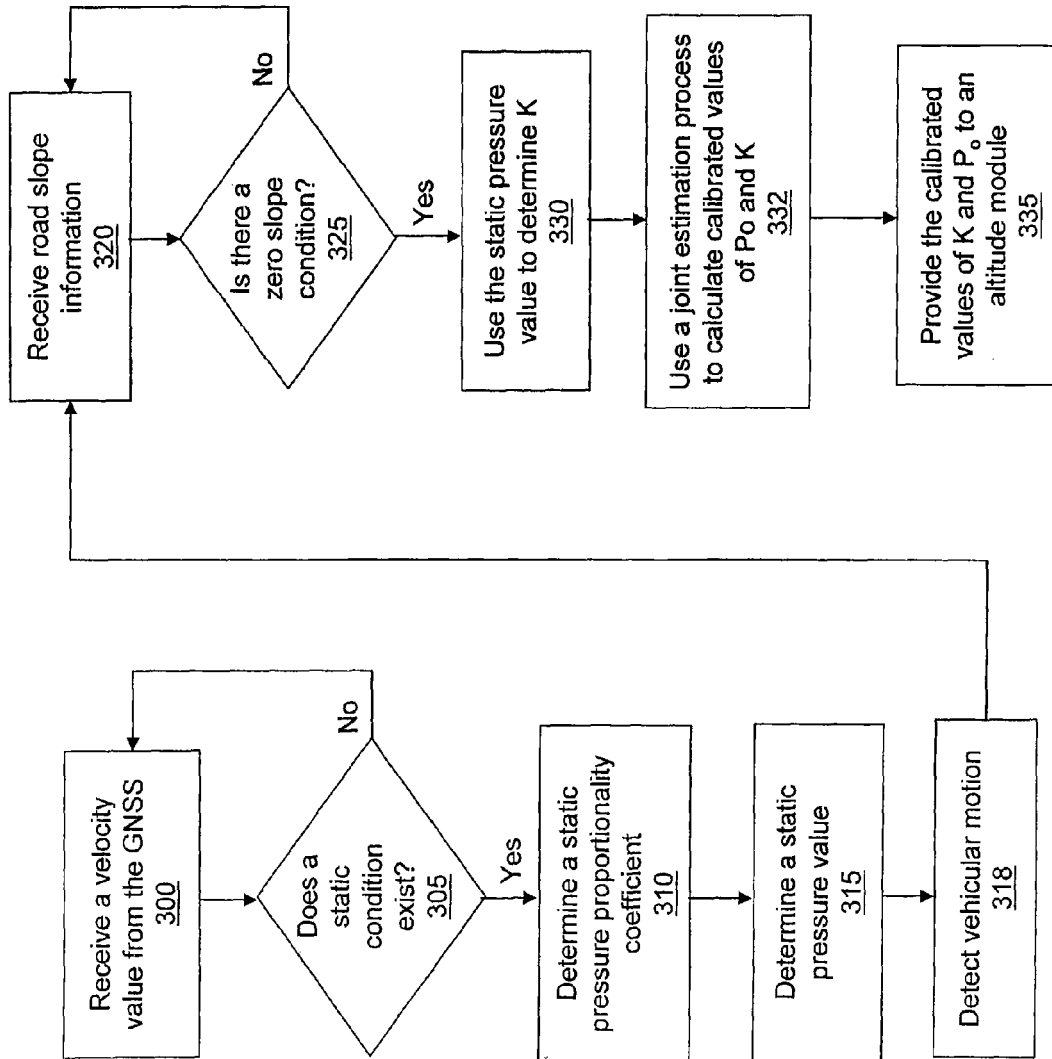 Receive a velocity
value from the GNSS
300
Does a
static
condition
exist?
305
No
Yes
Determine a static
pressure proportionality
coefficient
310
Determine a static
pressure value
315
Detect vehicular motion
318
Receive road slope
information
320
Is there a
zero slope
condition?
325
No
Yes
Use the static pressure
value to determine K
330
Use a joint estimation process
to calculate calibrated values
of Po and K
332
Provide the calibrated
values of K and Po to an
altitude module
335